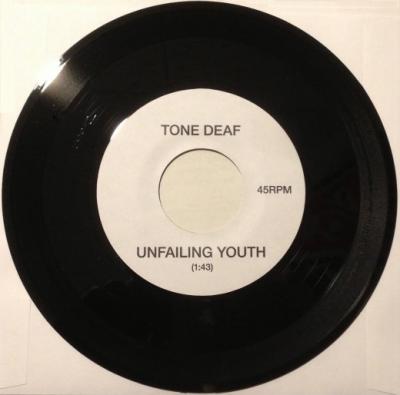 TONE DEAF
45RPM
UNFAILING YOUTH
(1:43)